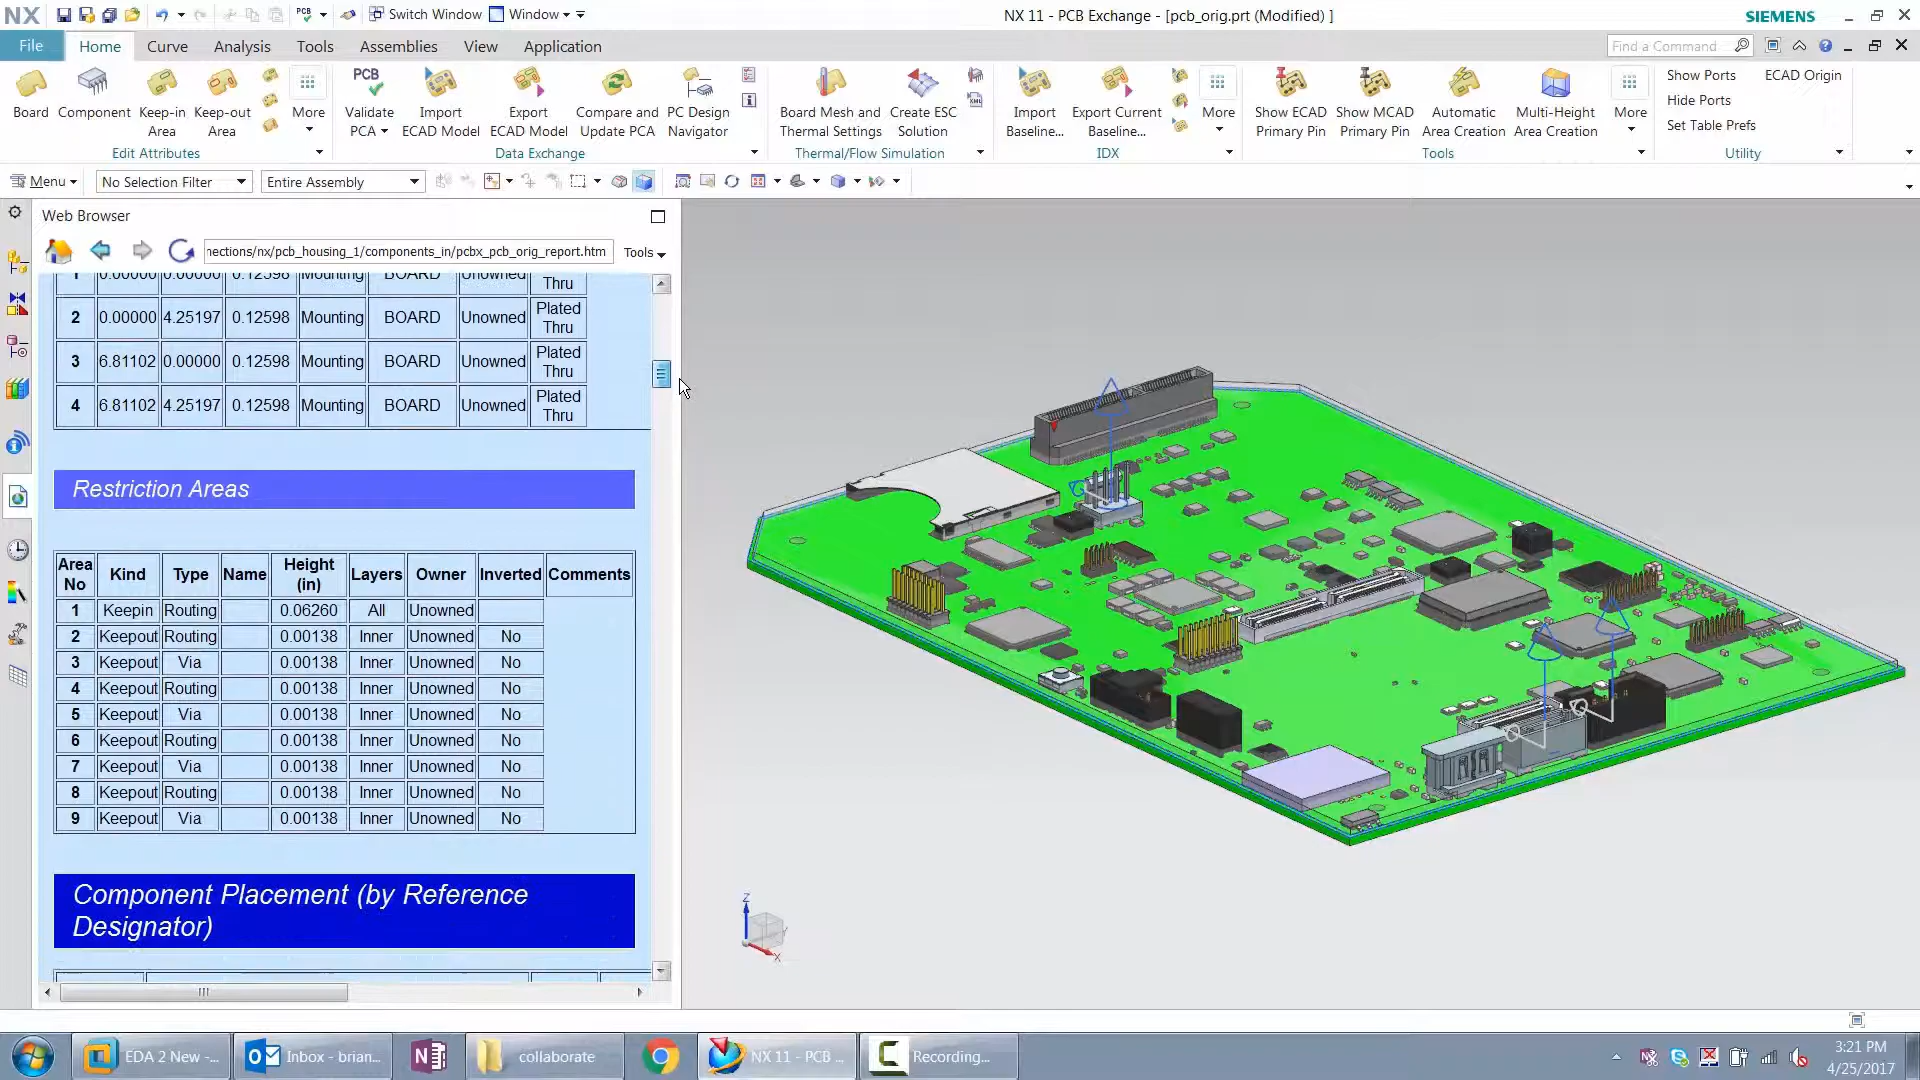 NX
PCB
Switch Window
Window
NX 11 - PCB Exchange - [pcb_orig.prt (Modified) ]
SIEMENS
File
Home
Curve
Analysis
Tools
Assemblies
View
Application
Find a Command
Board
Component
Keep-in
Area
Keep-out
Area
More
Edit Attributes
PCB
Validate
PCA
Import
ECAD Model
Export
ECAD Model
Compare and
Update PCA
PC Design
Navigator
Data Exchange
Board Mesh and
Thermal Settings
Create ESC
Solution
Thermal/Flow Simulation
Import
Baseline...
Export Current
Baseline...
More
IDX
Show ECAD
Primary Pin
Show MCAD
Primary Pin
Automatic
Area Creation
Multi-Height
Area Creation
More
Tools
Show Ports
Hide Ports
Set Table Prefs
ECAD Origin
Utility
Menu
No Selection Filter
Entire Assembly
Web Browser
nections/nx/pcb_housing_1/components_in/pcbx_pcb_orig_report.htm
Tools
1 0.00000 0.00000 0.12598 Mounting BOARD Unowned Thru
2 0.00000 4.25197 0.12598 Mounting BOARD Unowned Plated Thru
3 6.81102 0.00000 0.12598 Mounting BOARD Unowned Plated Thru
4 6.81102 4.25197 0.12598 Mounting BOARD Unowned Plated Thru
Restriction Areas
Area No Kind Type Name Height (in) Layers Owner Inverted Comments
1 Keepin Routing 0.06260 All Unowned
2 Keepout Routing 0.00138 Inner Unowned No
3 Keepout Via 0.00138 Inner Unowned No
4 Keepout Routing 0.00138 Inner Unowned No
5 Keepout Via 0.00138 Inner Unowned No
6 Keepout Routing 0.00138 Inner Unowned No
7 Keepout Via 0.00138 Inner Unowned No
8 Keepout Routing 0.00138 Inner Unowned No
9 Keepout Via 0.00138 Inner Unowned No
Component Placement (by Reference
Designator)
Z
Y
X
EDA 2 New -...
Inbox - brian...
collaborate
NX 11 - PCB ...
Recording...
3:21 PM
4/25/2017